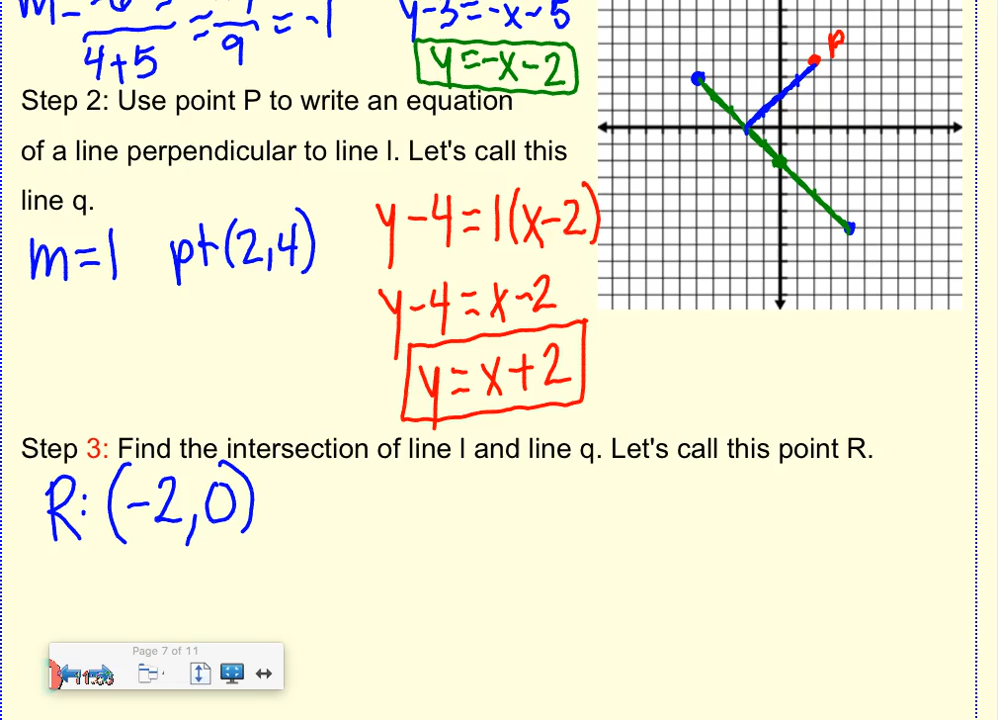 4+5 = 9 = -1
y-3=-x-5
y=-x-2
P
Step 2: Use point P to write an equation
of a line perpendicular to line l. Let's call this
line q.
m=1 pt(2,4)
y-4=1(x-2)
y-4=x-2
y=x+2
Step 3: Find the intersection of line l and line q. Let's call this point R.
R: (-2,0)
Page 7 of 11